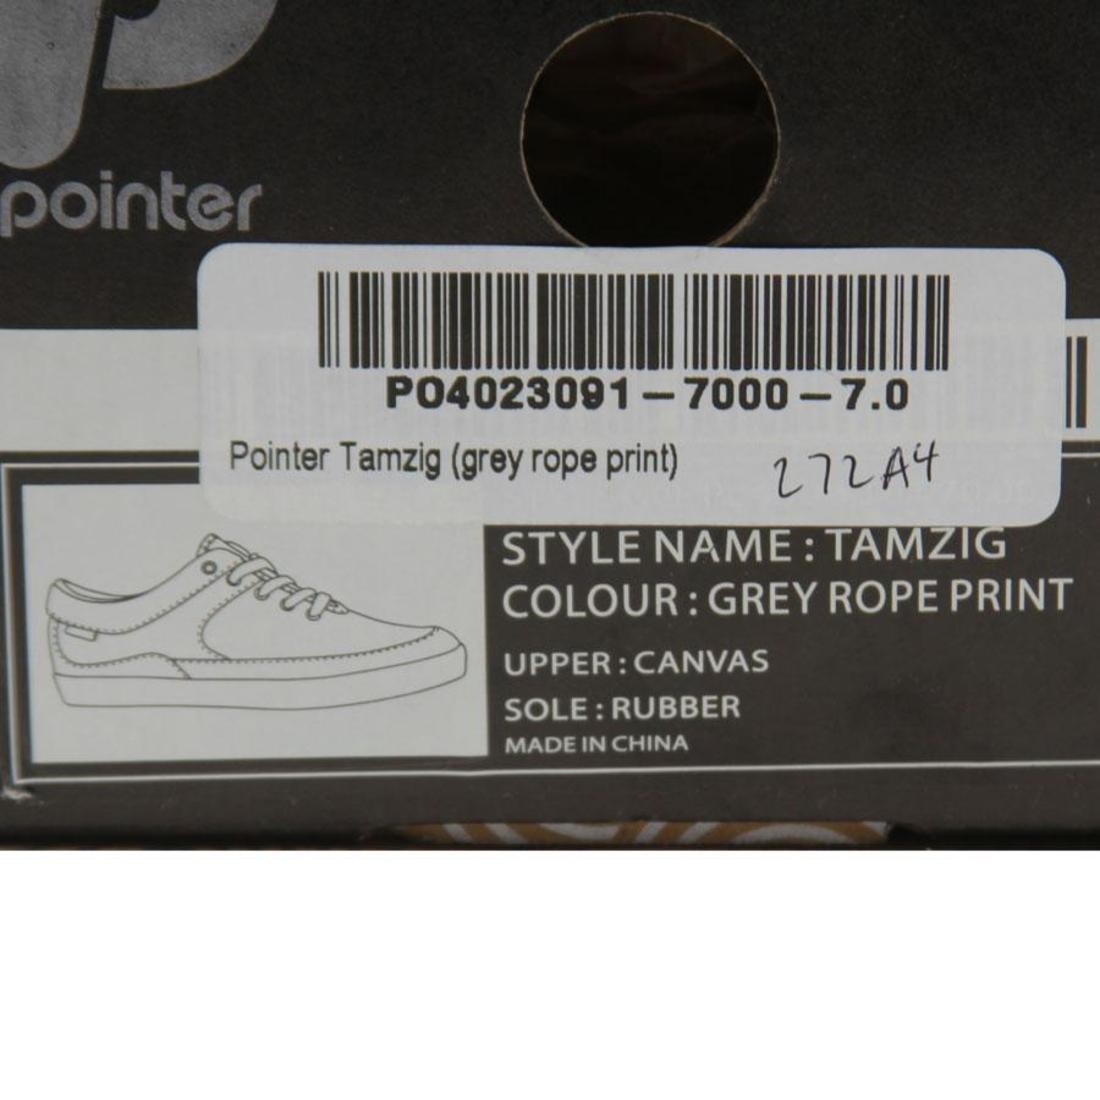 pointer
PO4023091-7000-7.0
Pointer Tamzig (grey rope print)
272A4
STYLE NAME : TAMZIG
COLOUR : GREY ROPE PRINT
UPPER : CANVAS
SOLE : RUBBER
MADE IN CHINA